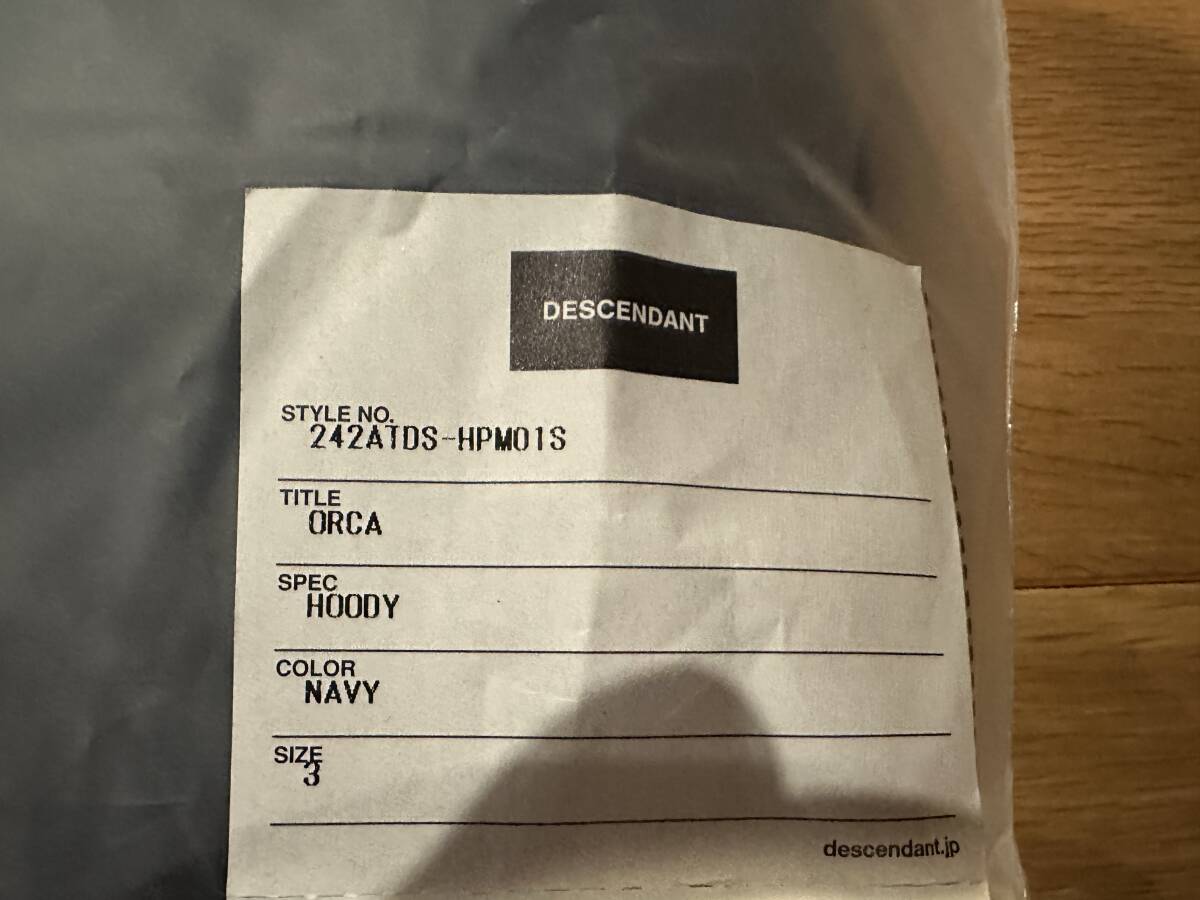 DESCENDANT
STYLE NO.
242ATDS-HPM01S
TITLE
ORCA
SPEC
HOODY
COLOR
NAVY
SIZE
3
descendant.jp